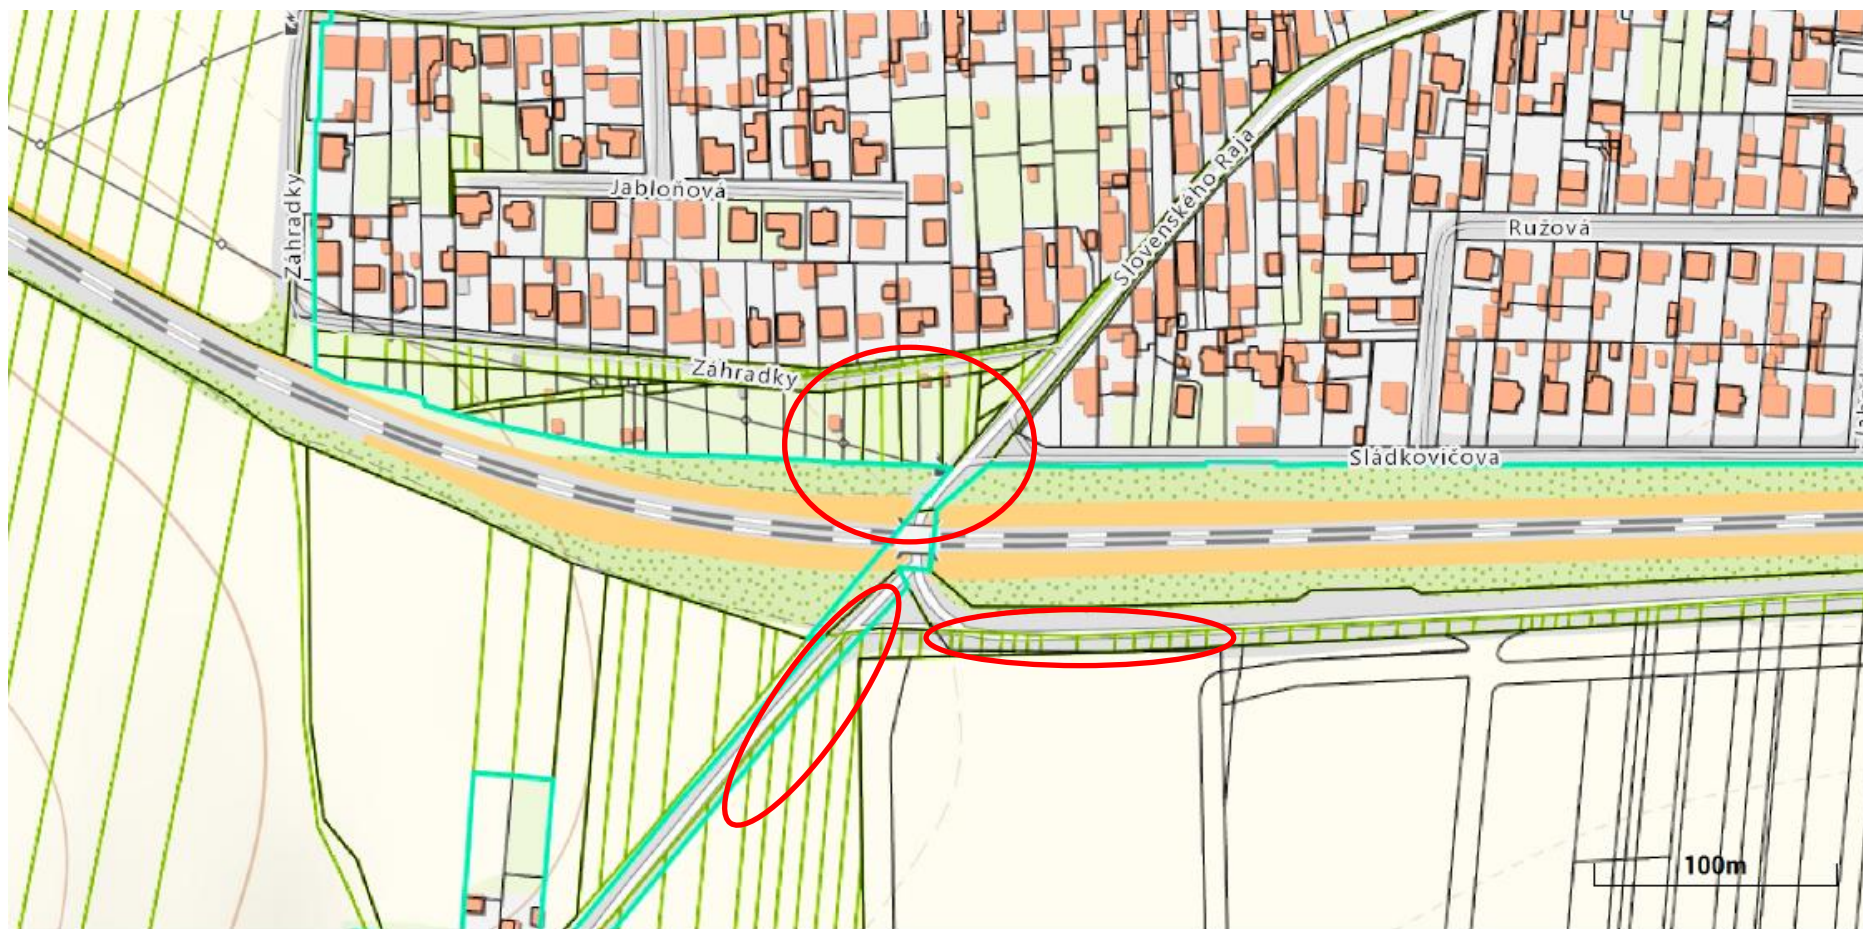 Slovenského Raja
Záhradky
Jabloňová
Ružová
Záhradky
Sládkovičova
100m